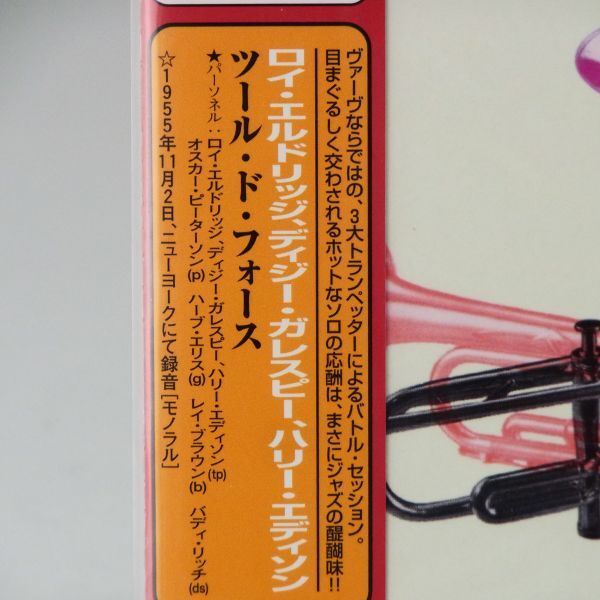 ヴァーヴならではの、3大トランペッターによるバトル・セッション。
目まぐるしく交わされるホットなソロの応酬は、まさにジャズの醍醐味!!
ロイ・エルドリッジ、ディジー・ガレスピー、ハリー・エディソン
ツール・ド・フォース
★パーソネル：ロイ・エルドリッジ、ディジー・ガレスピー、ハリー・エディソン(tp)
オスカー・ピーターソン(p) ハーブ・エリス(g) レイ・ブラウン(b) バディ・リッチ(ds)
☆1955年11月2日、ニューヨークにて録音[モノラル]